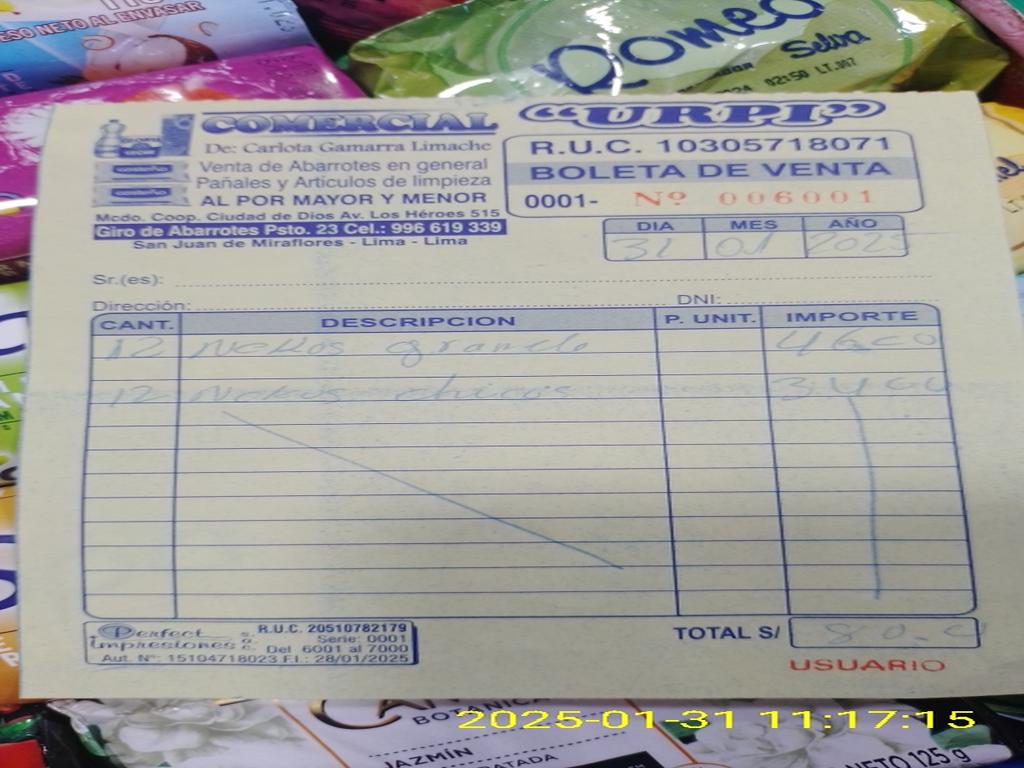 ESO NETO AL ENVASAR
Romeo
Selva
02150 LT.
COMERCIAL "URPI"
De: Carlota Gamarra Limache
Venta de Abarrotes en general
Pañales y Articulos de limpieza
AL POR MAYOR Y MENOR
Mcdo. Coop. Ciudad de Dios Av. Los Héroes 515
Giro de Abarrotes Psto. 23 Cel.: 996 619 339
San Juan de Miraflores - Lima - Lima
R.U.C. 10305718071
BOLETA DE VENTA
0001- Nº 006001
DIA MES AÑO
31 01 2025
Sr.(es):
Dirección: DNI:
CANT. DESCRIPCION P. UNIT. IMPORTE
12 Nekos grande 46.00
12 Nekos chicos 34.00
TOTAL S/ 80.0
USUARIO
Perfect impresiones s. a. c.
R.U.C. 20510782179
Serie: 0001
Del 6001 al 7000
Aut. Nº: 15104718023 F.I.: 28/01/2025
BOTANICA
JAZMÍN
NETO 125 g
2025-01-31 11:17:15